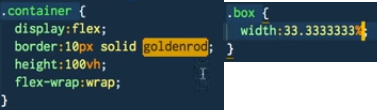 .container {
display:flex;
border:10px solid goldenrod;
height:100vh;
flex-wrap:wrap;
}
.box {
width:33.3333333%;
}